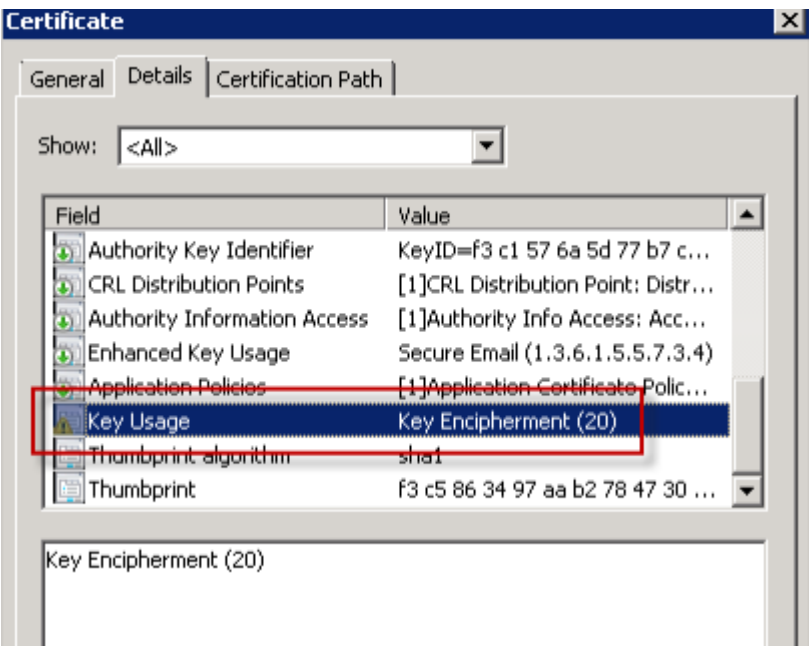 Certificate
General Details Certification Path
Show: <All>
Field Value
Authority Key Identifier KeyID=f3 c1 57 6a 5d 77 b7 c...
CRL Distribution Points [1]CRL Distribution Point: Distr...
Authority Information Access [1]Authority Info Access: Acc...
Enhanced Key Usage Secure Email (1.3.6.1.5.5.7.3.4)
Application Policies [1]Application Certificate Polic...
Key Usage Key Encipherment (20)
Thumbprint algorithm sha1
Thumbprint f3 c5 86 34 97 aa b2 78 47 30 ...
Key Encipherment (20)